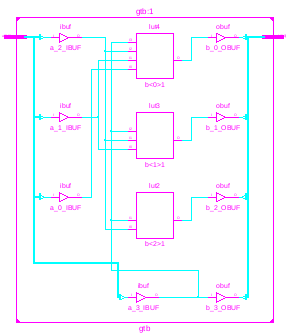 gtb:1
ibuf
lut4
obuf
a_2_IBUF
b_0_OBUF
b<0>1
ibuf
lut3
obuf
a_1_IBUF
b_1_OBUF
b<1>1
ibuf
lut2
obuf
a_0_IBUF
b_2_OBUF
b<2>1
ibuf
obuf
a_3_IBUF
b_3_OBUF
gtb